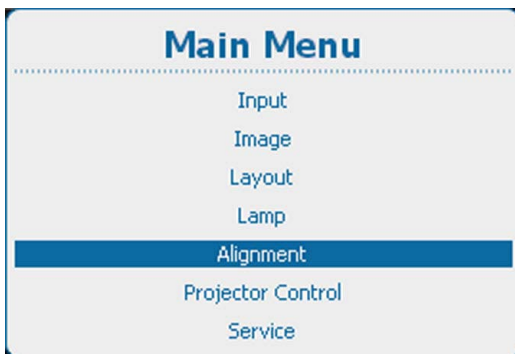 Main Menu
Input
Image
Layout
Lamp
Alignment
Projector Control
Service